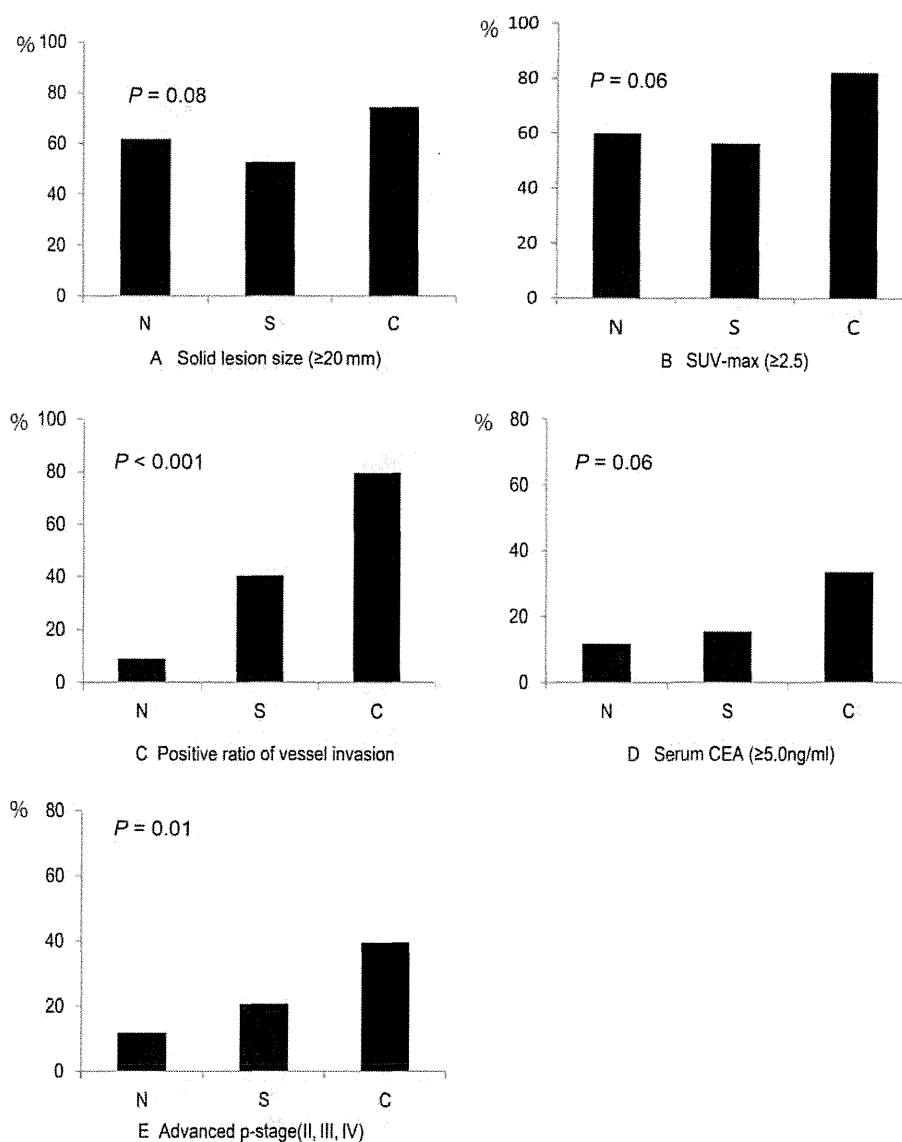 % 100
80
60
40
20
0
P = 0.08
N S C
A Solid lesion size (≥20 mm)
% 100
80
60
40
20
0
P = 0.06
N S C
B SUV-max (≥2.5)
% 100
80
60
40
20
0
P < 0.001
N S C
C Positive ratio of vessel invasion
% 80
60
40
20
0
P = 0.06
N S C
D Serum CEA (≥5.0ng/ml)
% 80
60
40
20
0
P = 0.01
N S C
E Advanced p-stage(II, III, IV)